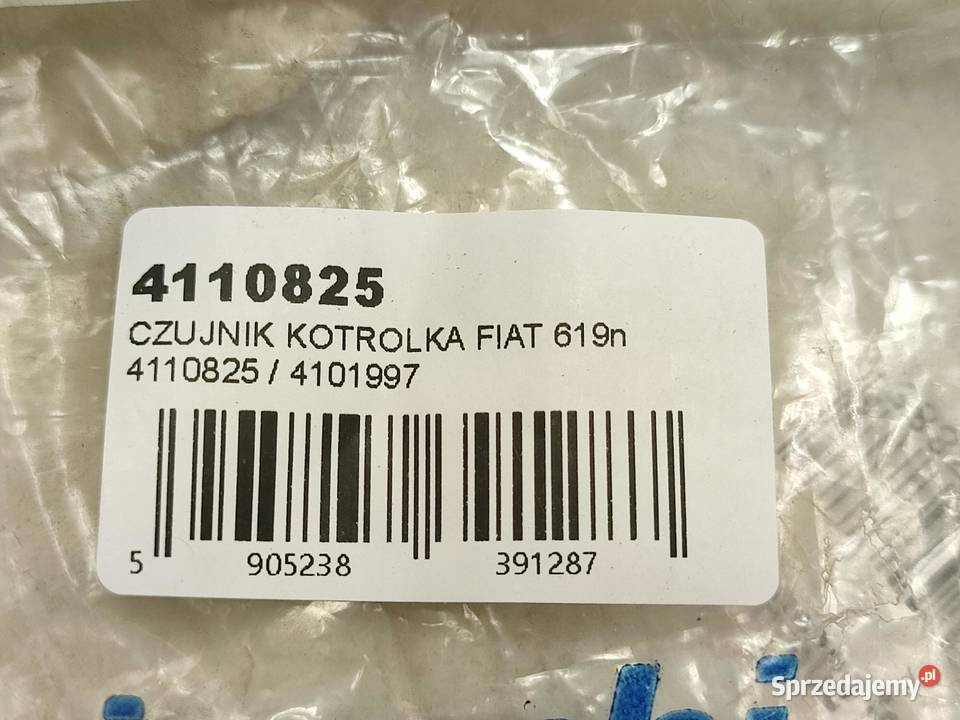 4110825
CZUJNIK KOTROLKA FIAT 619n
4110825 / 4101997
5 905238 391287
Sprzedajemy.pl